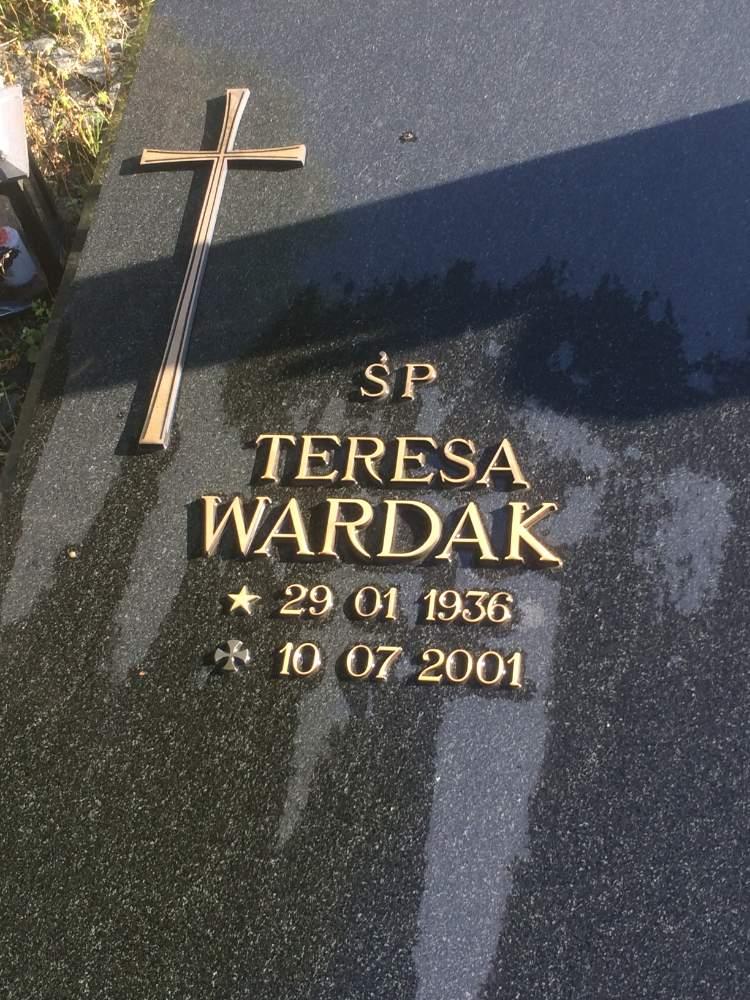 ŚP
TERESA
WARDAK
★ 29 01 1936
✠ 10 07 2001